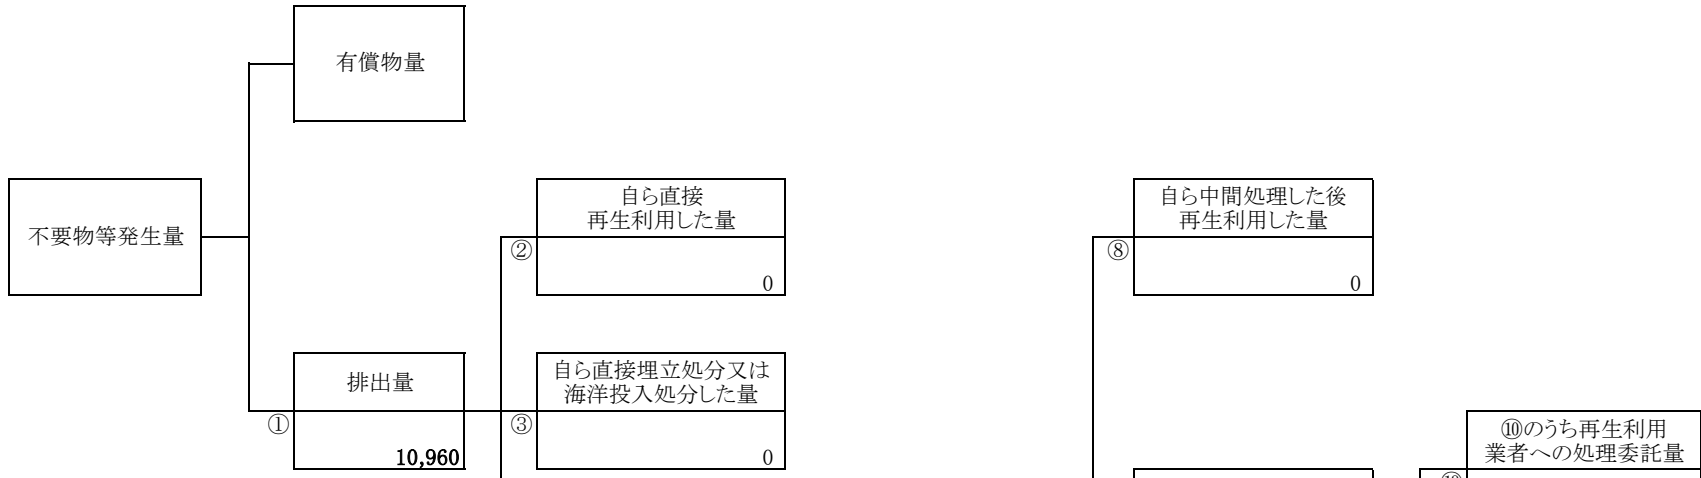 有償物量
不要物等発生量
自ら直接
再生利用した量
②
0
自ら中間処理した後
再生利用した量
⑧
0
排出量
①
10,960
自ら直接埋立処分又は
海洋投入処分した量
③
0
⑩のうち再生利用
業者への処理委託量